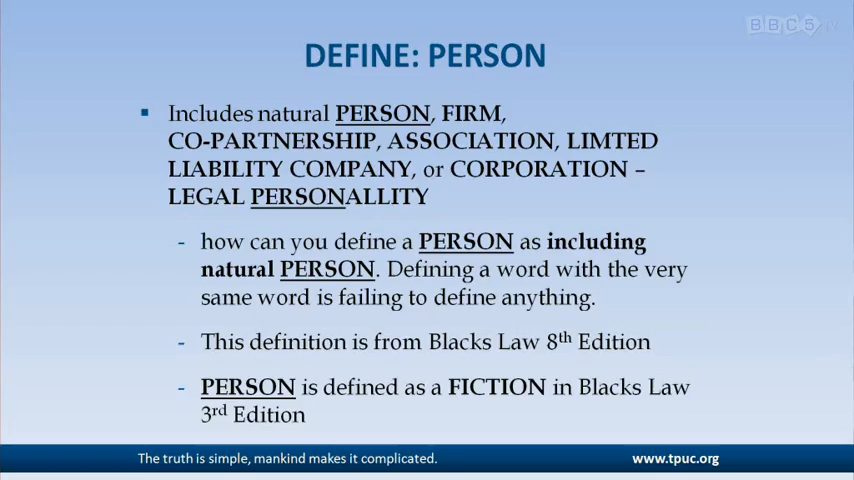 BBC 5.tv
DEFINE: PERSON
▪ Includes natural PERSON, FIRM,
CO-PARTNERSHIP, ASSOCIATION, LIMTED
LIABILITY COMPANY, or CORPORATION –
LEGAL PERSONALLITY
- how can you define a PERSON as including
natural PERSON. Defining a word with the very
same word is failing to define anything.
- This definition is from Blacks Law 8th Edition
- PERSON is defined as a FICTION in Blacks Law
3rd Edition
The truth is simple, mankind makes it complicated.
www.tpuc.org